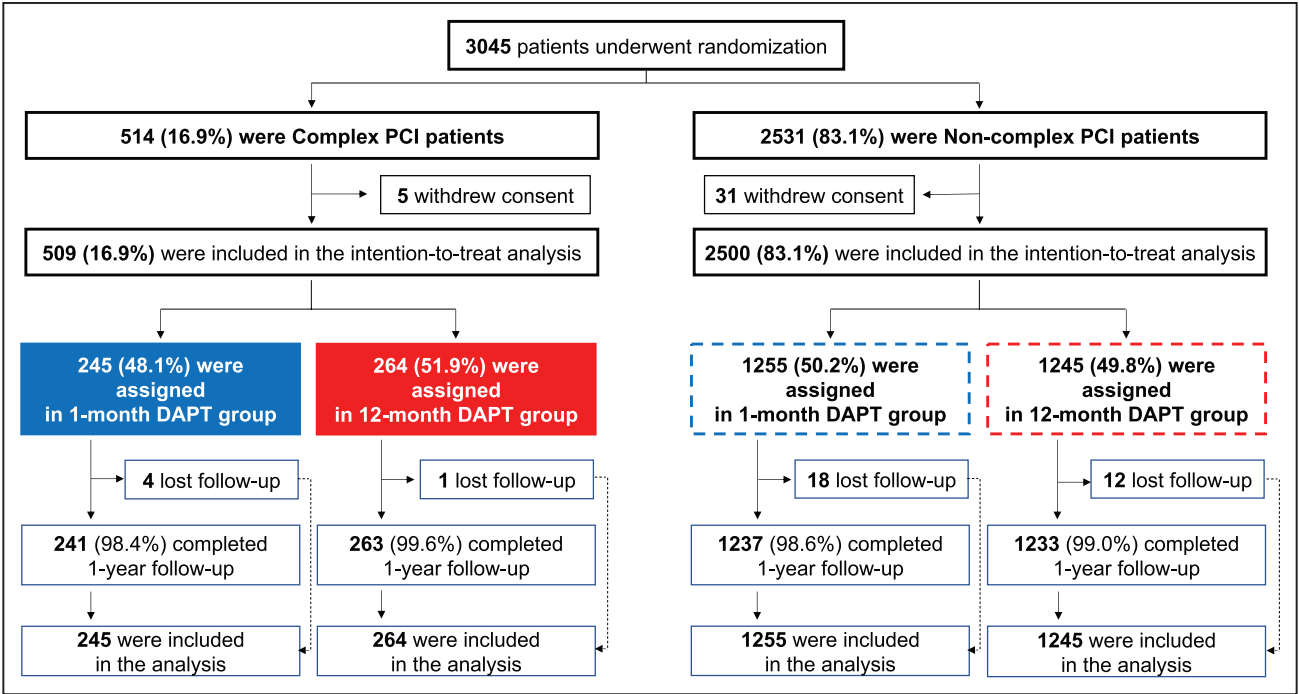 3045 patients underwent randomization
514 (16.9%) were Complex PCI patients
2531 (83.1%) were Non-complex PCI patients
5 withdrew consent
31 withdrew consent
509 (16.9%) were included in the intention-to-treat analysis
2500 (83.1%) were included in the intention-to-treat analysis
245 (48.1%) were
assigned
in 1-month DAPT group
264 (51.9%) were
assigned
in 12-month DAPT group
1255 (50.2%) were
assigned
in 1-month DAPT group
1245 (49.8%) were
assigned
in 12-month DAPT group
4 lost follow-up
1 lost follow-up
18 lost follow-up
12 lost follow-up
241 (98.4%) completed
1-year follow-up
263 (99.6%) completed
1-year follow-up
1237 (98.6%) completed
1-year follow-up
1233 (99.0%) completed
1-year follow-up
245 were included
in the analysis
264 were included
in the analysis
1255 were included
in the analysis
1245 were included
in the analysis